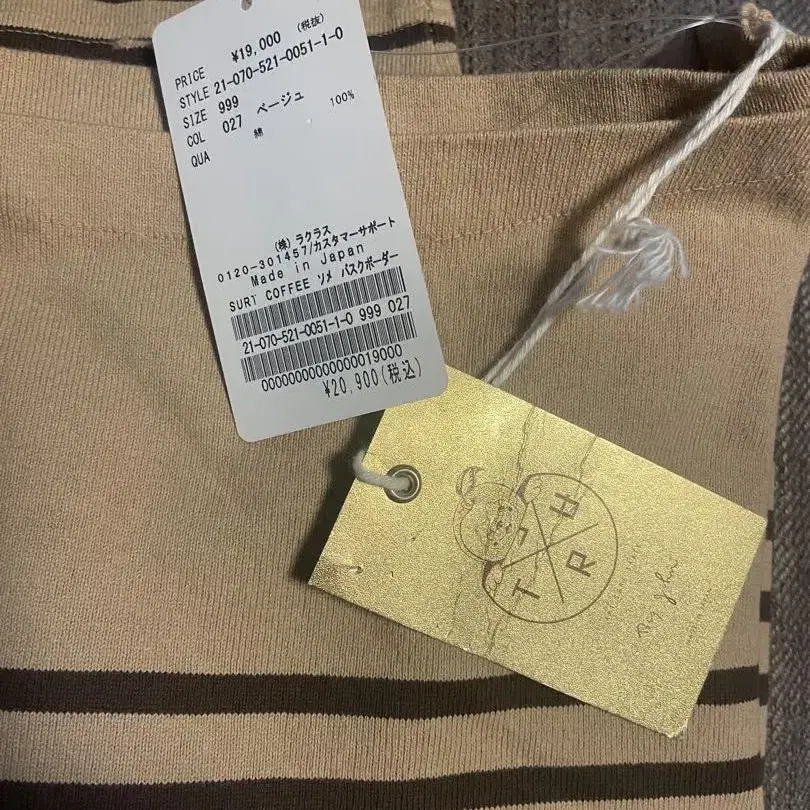 PRICE ¥19,000 (税抜)
STYLE 21-070-521-0051-1-0
SIZE 999
COL 027 ベージュ
QUA 綿 100%
(株)ラクラス
0120-301457/カスタマーサポート
Made in Japan
SURT COFFEE ソメ バスクボーダー
21-070-521-0051-1-0 999 027
0000000000000019000
¥20,900(税込)
T
R